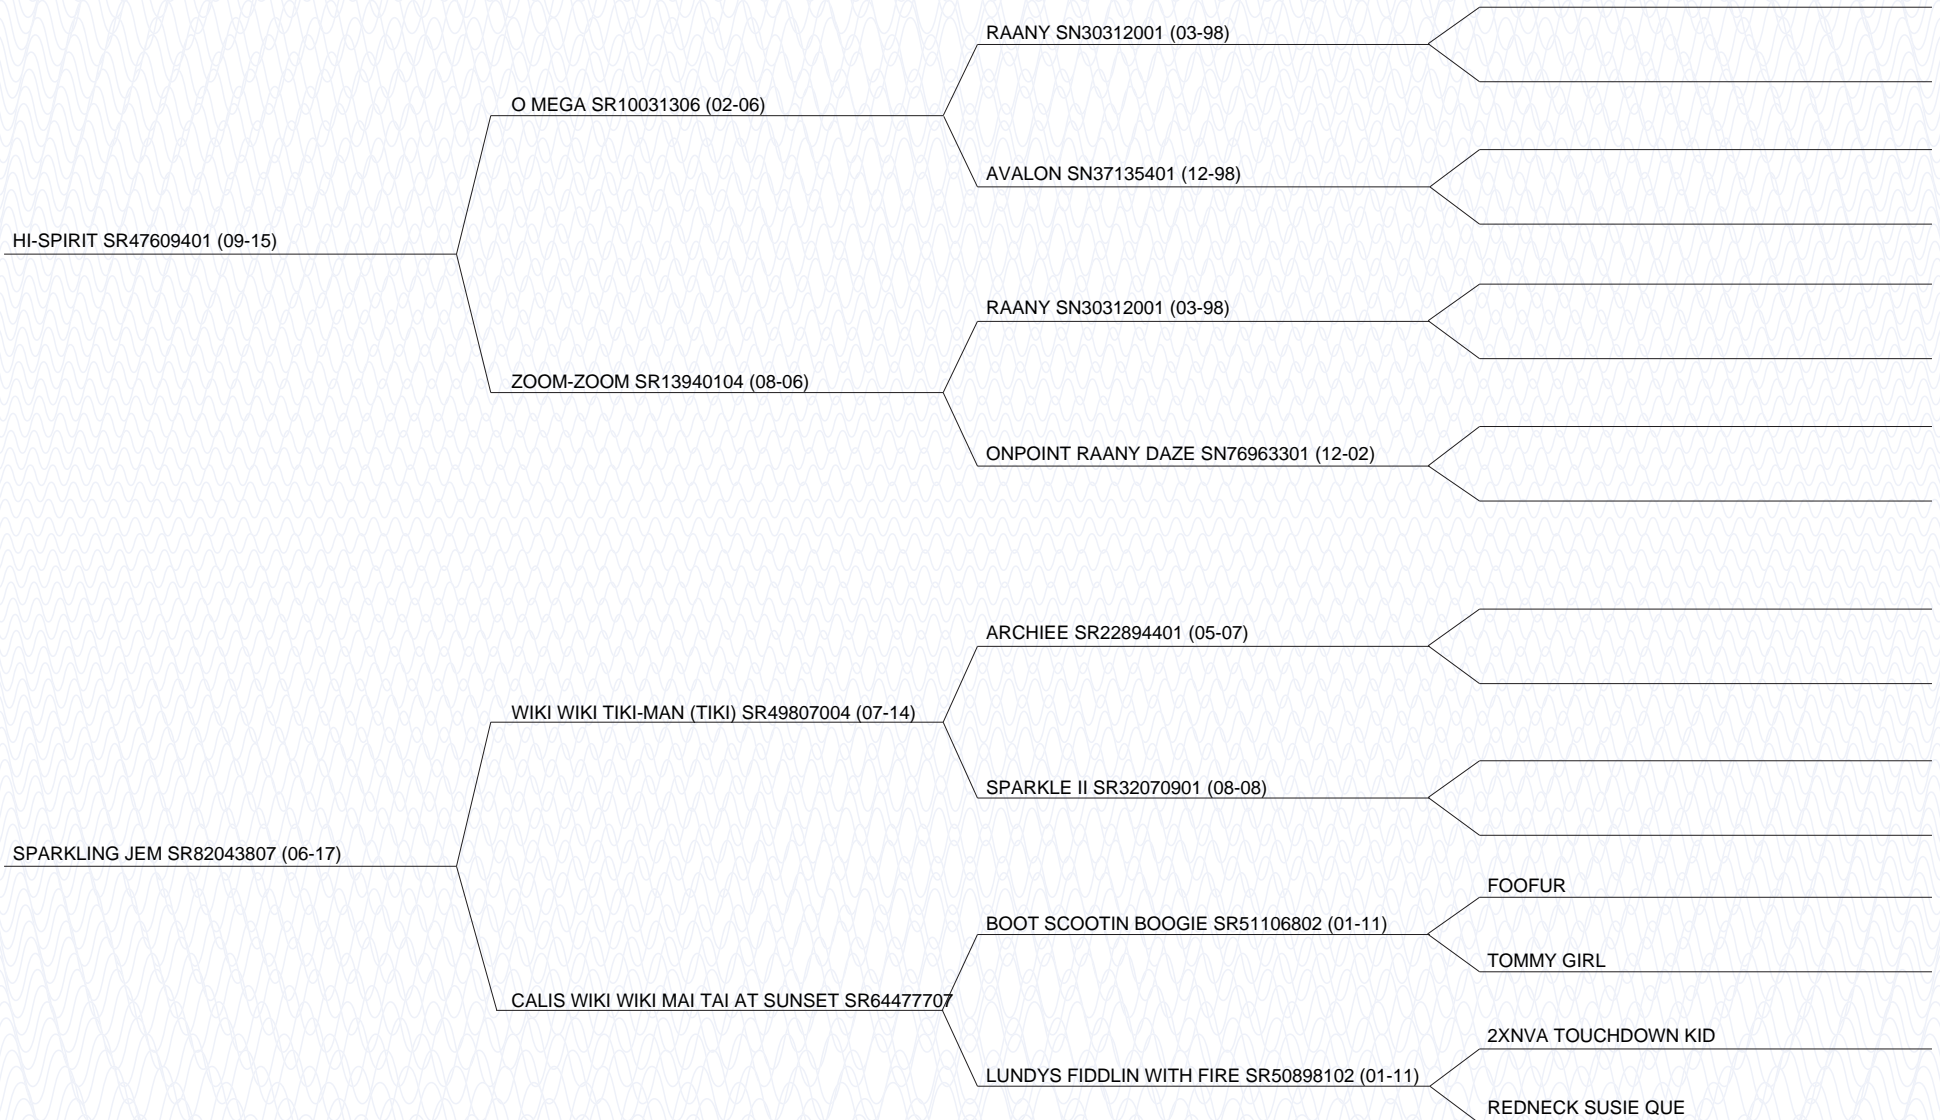 RAANY SN30312001 (03-98)
O MEGA SR10031306 (02-06)
AVALON SN37135401 (12-98)
HI-SPIRIT SR47609401 (09-15)
RAANY SN30312001 (03-98)
ZOOM-ZOOM SR13940104 (08-06)
ONPOINT RAANY DAZE SN76963301 (12-02)
ARCHIEE SR22894401 (05-07)
WIKI WIKI TIKI-MAN (TIKI) SR49807004 (07-14)
SPARKLE II SR32070901 (08-08)
SPARKLING JEM SR82043807 (06-17)
FOOFUR
BOOT SCOOTIN BOOGIE SR51106802 (01-11)
TOMMY GIRL
CALIS WIKI WIKI MAI TAI AT SUNSET SR64477707
2XNVA TOUCHDOWN KID
LUNDYS FIDDLIN WITH FIRE SR50898102 (01-11)
REDNECK SUSIE QUE